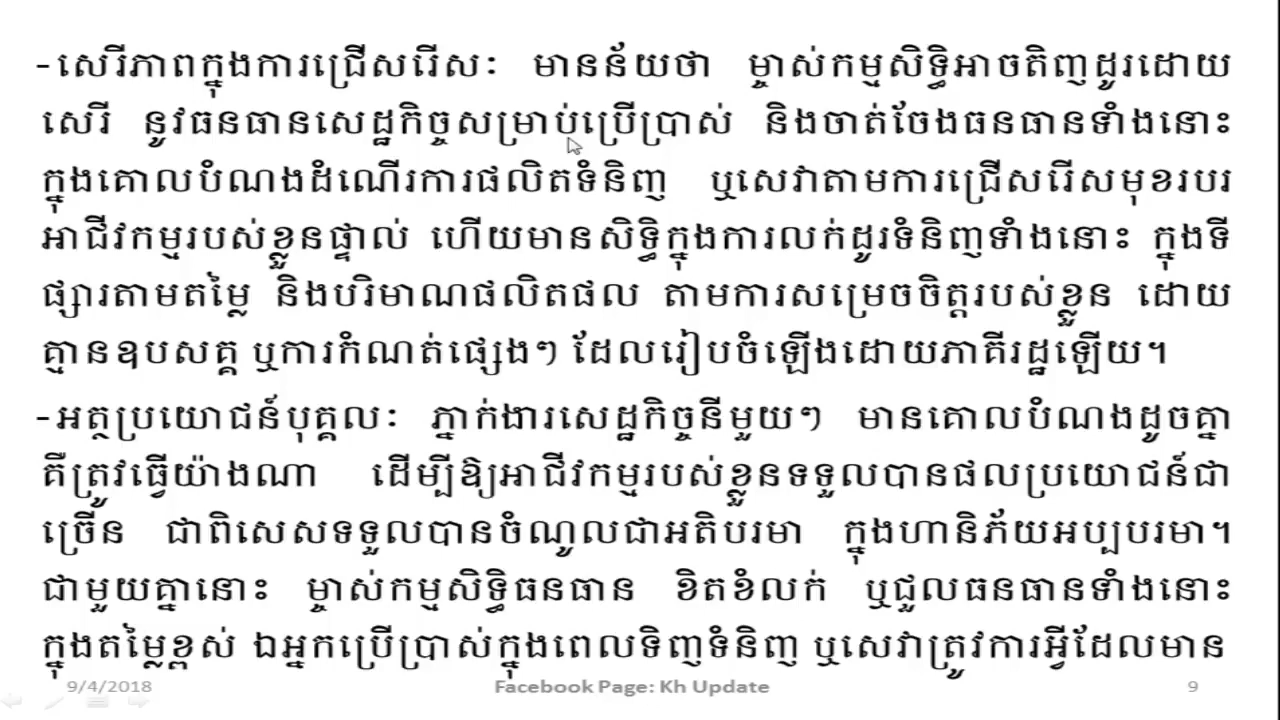 -សេរីភាពក្នុងការជ្រើសរើសៈ មានន័យថា ម្ចាស់កម្មសិទ្ធិអាចតិញដូរដោយ
សេរី នូវធនធានសេដ្ឋកិច្ចសម្រាប់ប្រើប្រាស់ និងចាត់ចែងធនធានទាំងនោះ
ក្នុងគោលបំណងដំណើរការផលិតទំនិញ ឬសេវាតាមការជ្រើសរើសមុខរបរ
អាជីវកម្មរបស់ខ្លួនផ្ទាល់ ហើយមានសិទ្ធិក្នុងការលក់ដូរទំនិញទាំងនោះ ក្នុងទី
ផ្សារតាមតម្លៃ និងបរិមាណផលិតផល តាមការសម្រេចចិត្តរបស់ខ្លួន ដោយ
គ្មានឧបសគ្គ ឬការកំណត់ផ្សេងៗ ដែលរៀបចំឡើងដោយភាគីរដ្ឋឡើយ។
-អត្ថប្រយោជន៍បុគ្គលៈ ភ្នាក់ងារសេដ្ឋកិច្ចនីមួយៗ មានគោលបំណងដូចគ្នា
គឺត្រូវធ្វើយ៉ាងណា ដើម្បីឱ្យអាជីវកម្មរបស់ខ្លួនទទួលបានផលប្រយោជន៍ជា
ច្រើន ជាពិសេសទទួលបានចំណូលជាអតិបរមា ក្នុងហានិភ័យអប្បបរមា។
ជាមួយគ្នានោះ ម្ចាស់កម្មសិទ្ធិធនធាន ខិតខំលក់ ឬជួលធនធានទាំងនោះ
ក្នុងតម្លៃខ្ពស់ ឯអ្នកប្រើប្រាស់ក្នុងពេលទិញទំនិញ ឬសេវាត្រូវការអ្វីដែលមាន
9/4/2018 Facebook Page: Kh Update 9